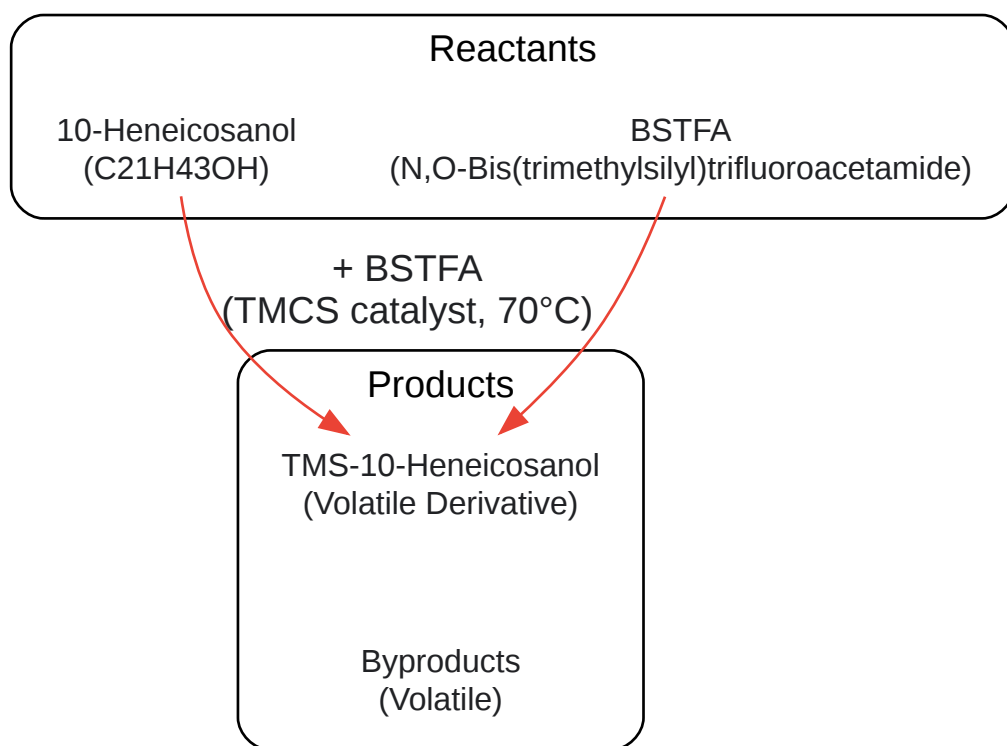 Reactants
10-Heneicosanol
(C21H43OH)
BSTFA
(N,O-Bis(trimethylsilyl)trifluoroacetamide)
+ BSTFA
(TMCS catalyst, 70°C)
Products
TMS-10-Heneicosanol
(Volatile Derivative)
Byproducts
(Volatile)